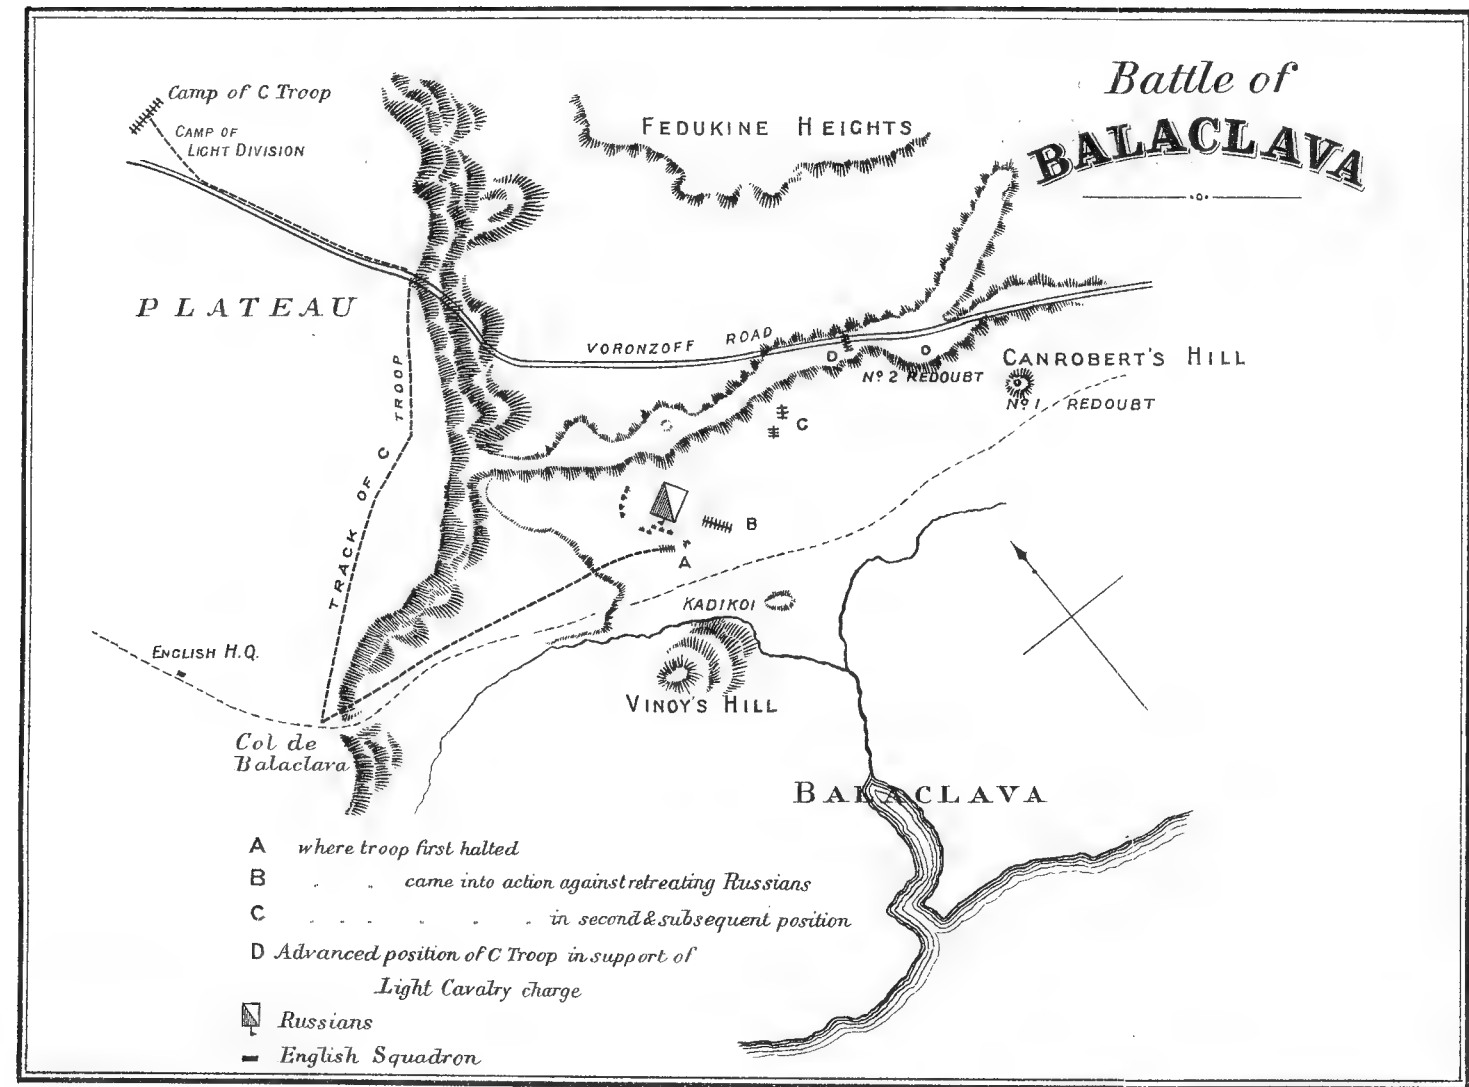 Battle of
BALACLAVA
Camp of C Troop
CAMP OF
LIGHT DIVISION
FEDUKINE HEIGHTS
PLATEAU
VORONZOFF ROAD
D
Nº 2 REDOUBT
CANROBERT'S HILL
Nº 1 REDOUBT
C
TRACK OF C TROOP
B
A
KADIKOI
ENGLISH H.Q.
VINOY'S HILL
Col de
Balaclava
BALACLAVA
A where troop first halted
B " " came into action against retreating Russians
C " " " " " " in second & subsequent position
D Advanced position of C Troop in support of
Light Cavalry charge
Russians
English Squadron